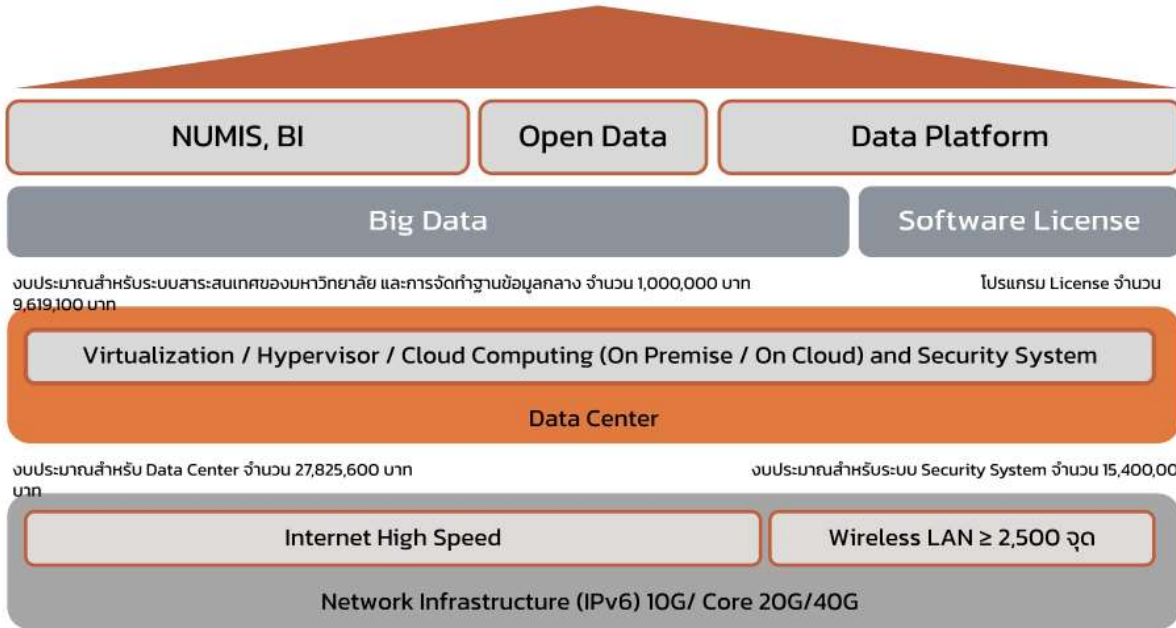 NUMIS, BI
Open Data
Data Platform
Big Data
Software License
งบประมาณสำหรับระบบสาระสนเทศของมหาวิทยาลัย และการจัดทำฐานข้อมูลกลาง จำนวน 1,000,000 บาท โปรแกรม License จำนวน
9,619,100 บาท
Virtualization / Hypervisor / Cloud Computing (On Premise / On Cloud) and Security System
Data Center
งบประมาณสำหรับ Data Center จำนวน 27,825,600 บาท งบประมาณสำหรับระบบ Security System จำนวน 15,400,00
บาท
Internet High Speed
Wireless LAN ≥ 2,500 จุด
Network Infrastructure (IPv6) 10G/ Core 20G/40G